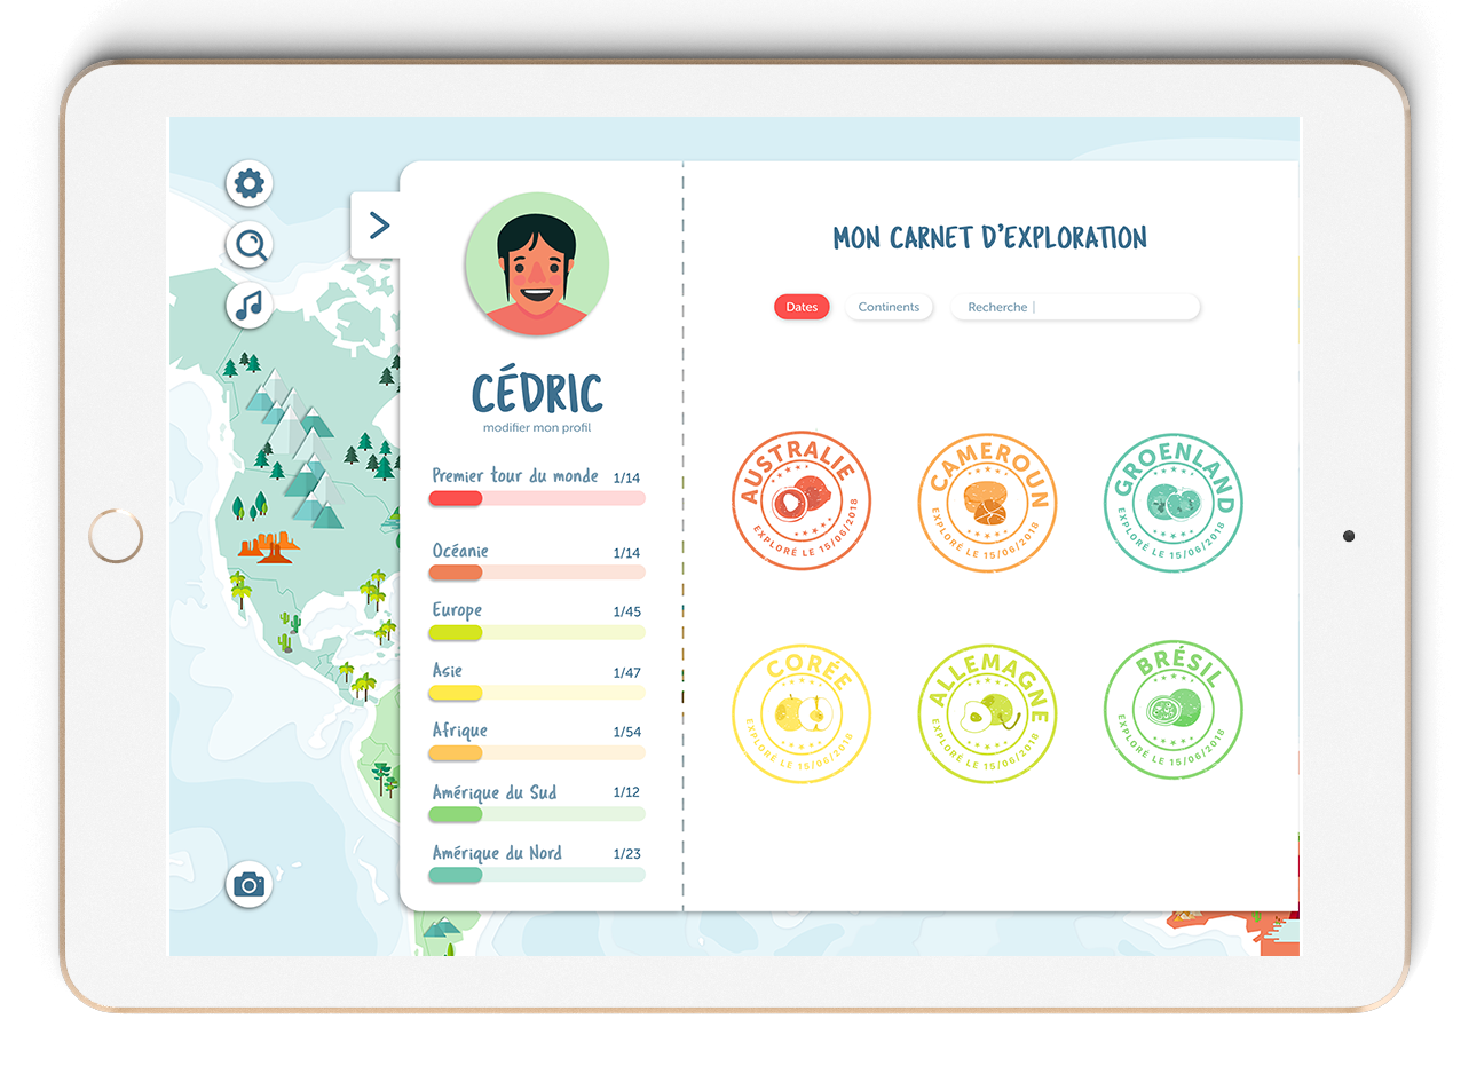 CÉDRIC
modifier mon profil
Premier tour du monde 1/14
Océanie 1/14
Europe 1/45
Asie 1/47
Afrique 1/54
Amérique du Sud 1/12
Amérique du Nord 1/23
MON CARNET D'EXPLORATION
Dates Continents Recherche
AUSTRALIE
EXPLORÉ LE 15/06/2018
CAMEROUN
EXPLORÉ LE 15/06/2018
GROENLAND
EXPLORÉ LE 15/06/2018
CORÉE
EXPLORÉ LE 15/06/2018
ALLEMAGNE
EXPLORÉ LE 15/06/2018
BRÉSIL
EXPLORÉ LE 15/06/2018